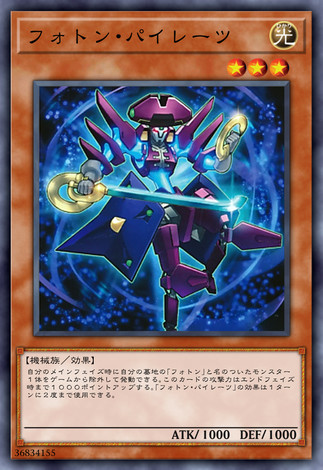 フォトン・パイレーツ
光
【機械族／効果】
自分のメインフェイズ時に自分の墓地の「フォトン」と名のついたモンスター
１体をゲームから除外して発動できる。このカードの攻撃力はエンドフェイズ
時まで１０００ポイントアップする。「フォトン・パイレーツ」の効果は１ター
ンに２度まで使用できる。
ATK/ 1000 DEF/ 1000
36834155